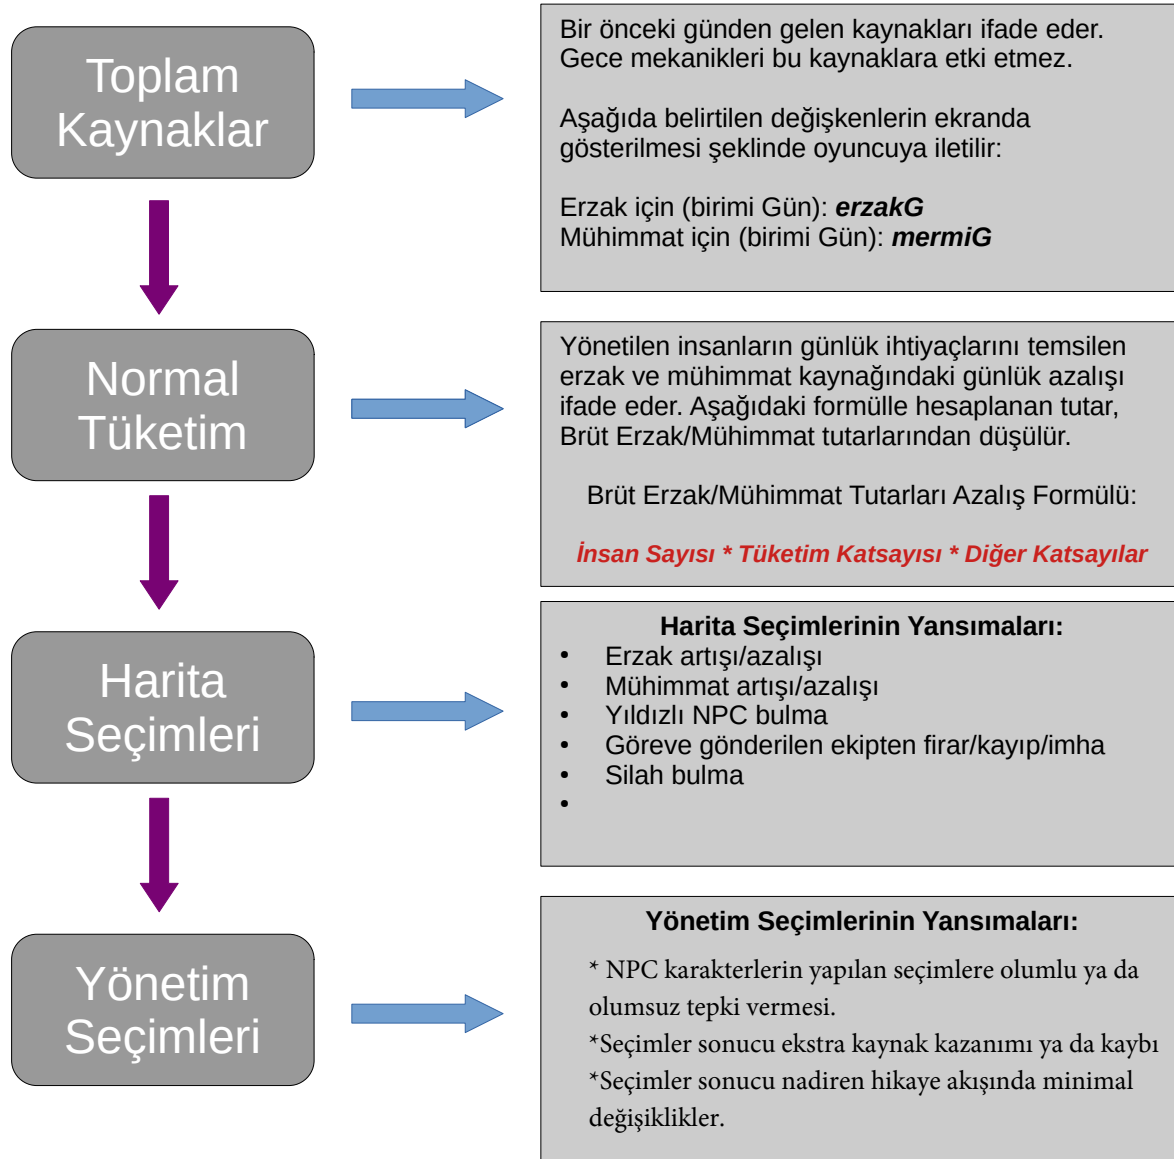 Toplam
Kaynaklar
Bir önceki günden gelen kaynakları ifade eder.
Gece mekanikleri bu kaynaklara etki etmez.
Aşağıda belirtilen değişkenlerin ekranda
gösterilmesi şeklinde oyuncuya iletilir:
Erzak için (birimi Gün): erzakG
Mühimmat için (birimi Gün): mermiG
Normal
Tüketim
Yönetilen insanların günlük ihtiyaçlarını temsilen
erzak ve mühimmat kaynağındaki günlük azalışı
ifade eder. Aşağıdaki formülle hesaplanan tutar,
Brüt Erzak/Mühimmat tutarlarından düşülür.
Brüt Erzak/Mühimmat Tutarları Azalış Formülü:
İnsan Sayısı * Tüketim Katsayısı * Diğer Katsayılar
Harita
Seçimleri
Harita Seçimlerinin Yansımaları:
• Erzak artışı/azalışı
• Mühimmat artışı/azalışı
• Yıldızlı NPC bulma
• Göreve gönderilen ekipten firar/kayıp/imha
• Silah bulma
•
Yönetim
Seçimleri
Yönetim Seçimlerinin Yansımaları:
* NPC karakterlerin yapılan seçimlere olumlu ya da
olumsuz tepki vermesi.
*Seçimler sonucu ekstra kaynak kazanımı ya da kaybı
*Seçimler sonucu nadiren hikaye akışında minimal
değişiklikler.